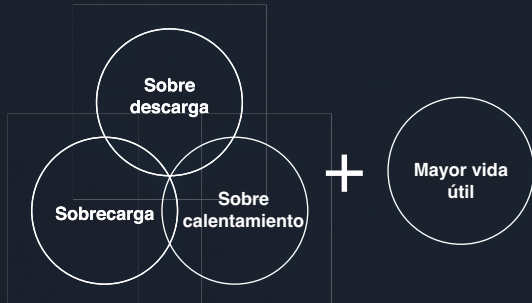 Sobre
descarga
Sobrecarga
Sobre
calentamiento
+
Mayor vida
útil